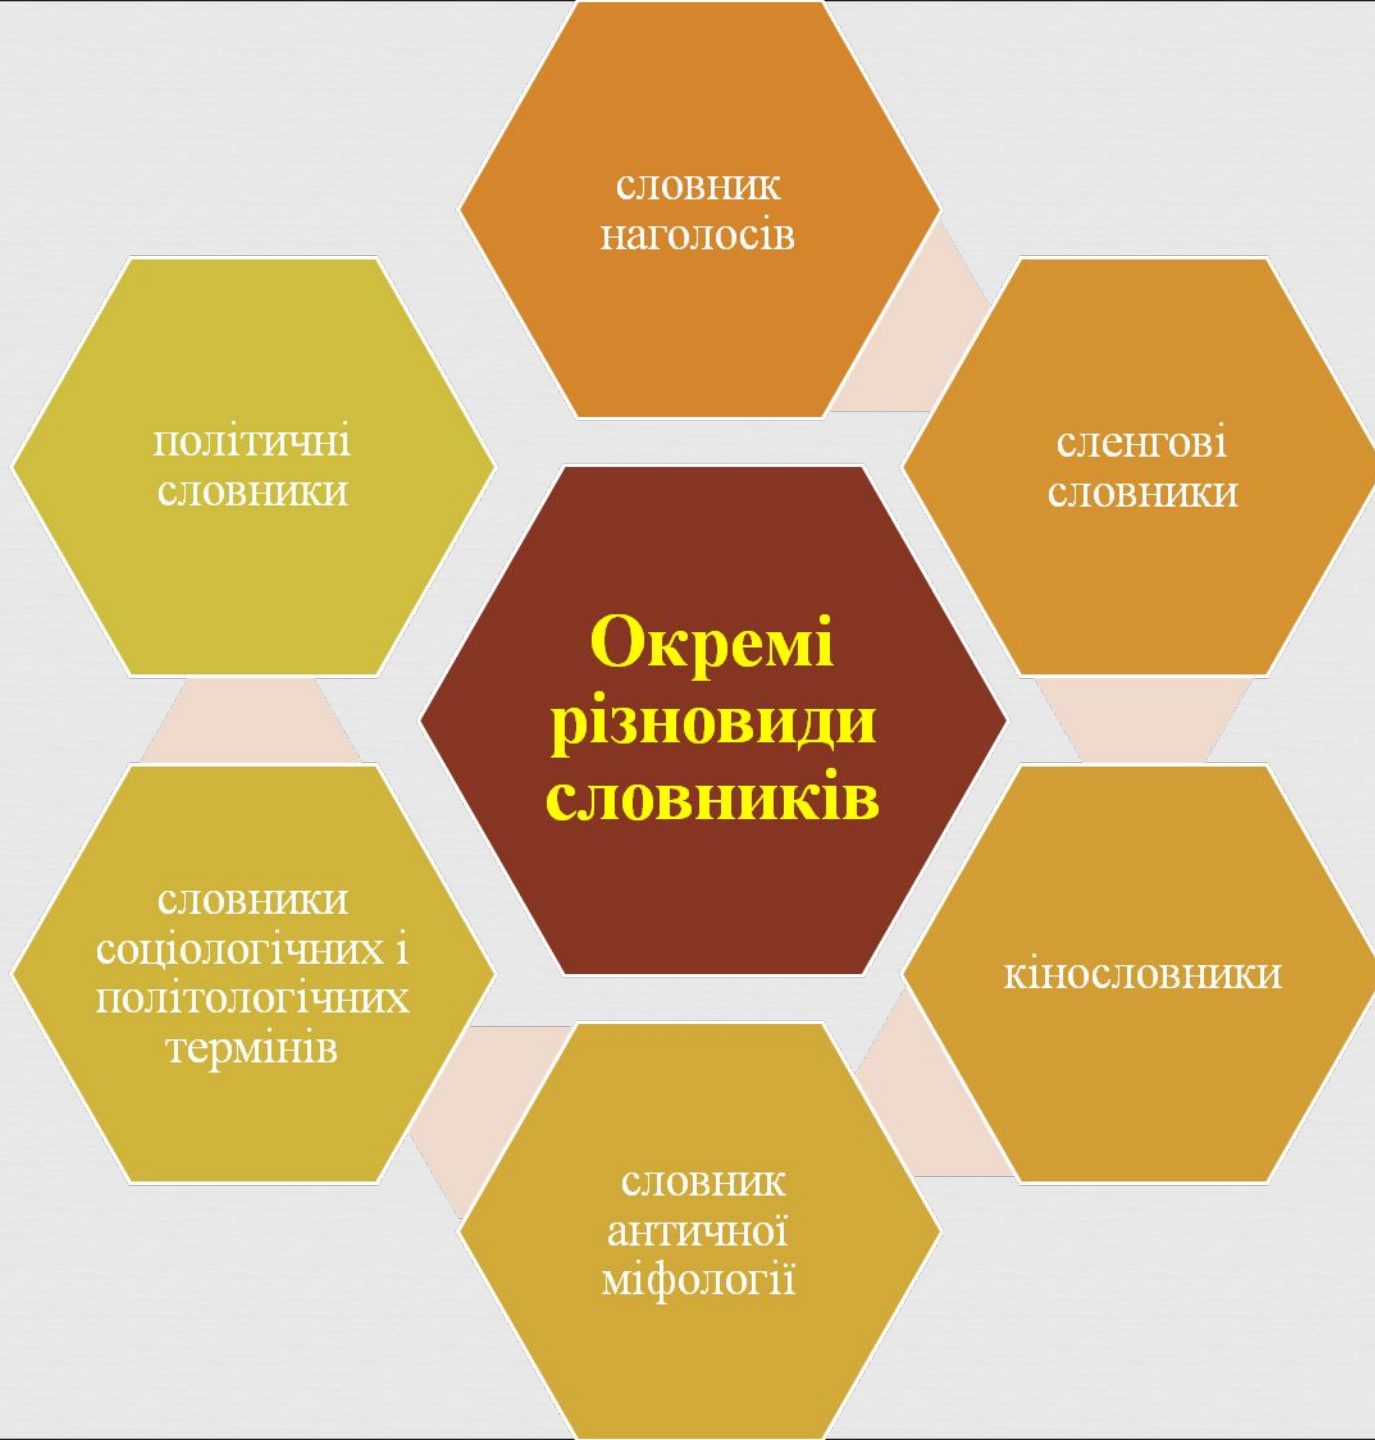 словник
наголосів
політичні
словники
сленгові
словники
Окремі
різновиди
словників
словники
соціологічних і
політологічних
термінів
кінословники
словник
античної
міфології